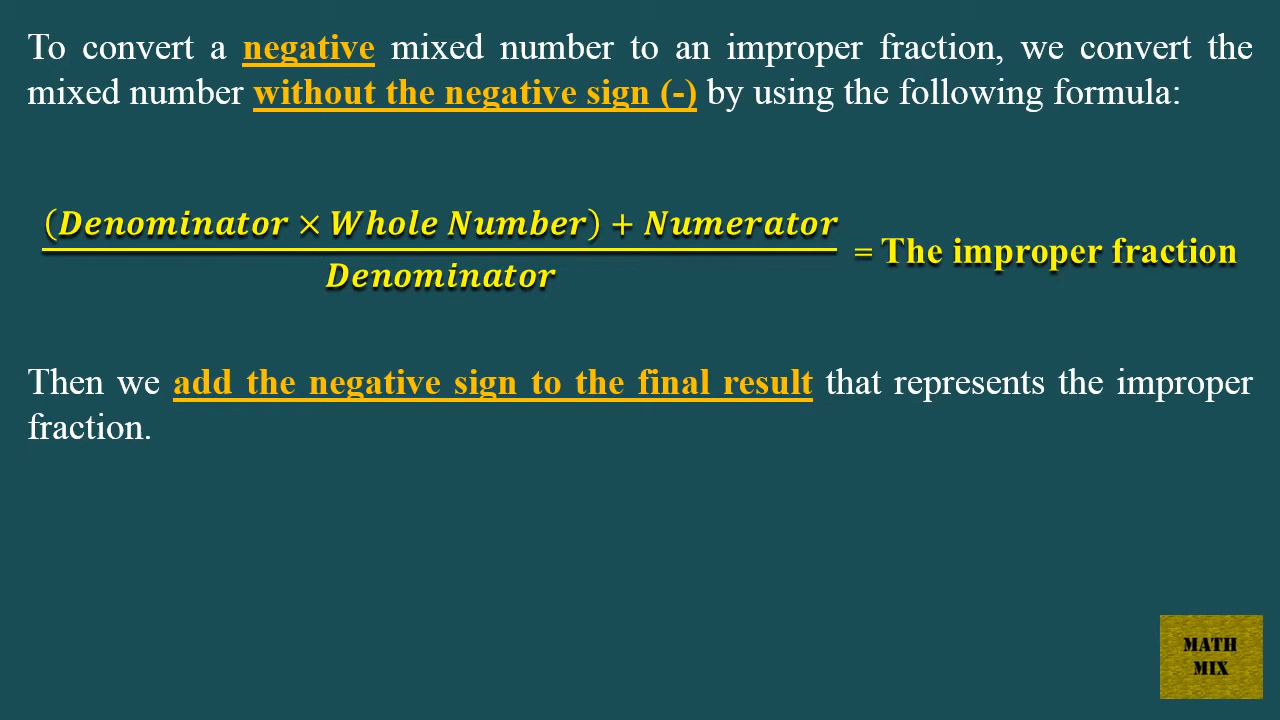 To convert a negative mixed number to an improper fraction, we convert the
mixed number without the negative sign (-) by using the following formula:
(Denominator × Whole Number) + Numerator
Denominator
= The improper fraction
Then we add the negative sign to the final result that represents the improper
fraction.
MATH
MIX